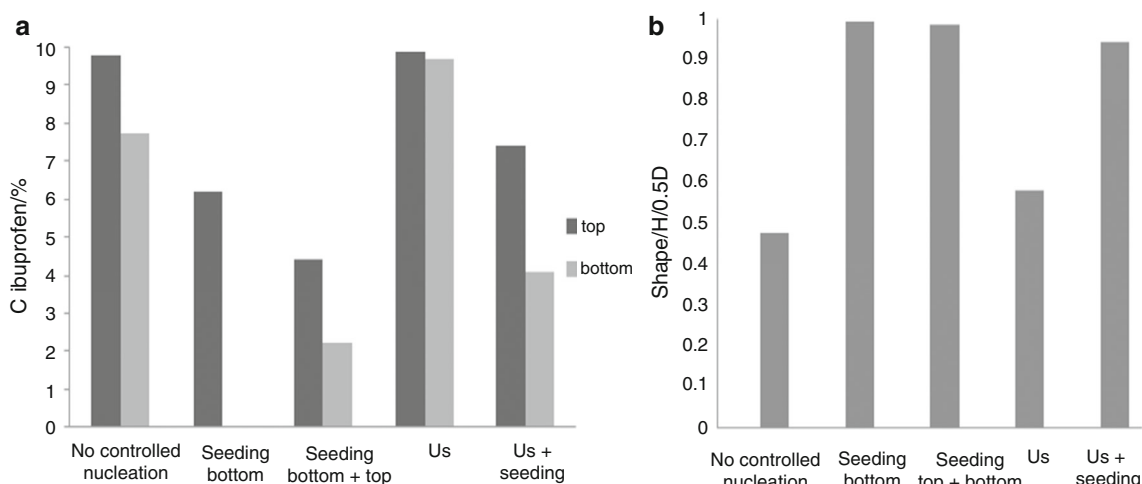 a
10
9
8
7
6
5
4
3
2
1
0
C ibuprofen/%
No controlled
nucleation
Seeding
bottom
Seeding
bottom + top
Us
Us +
seeding
top
bottom
b
1
0.9
0.8
0.7
0.6
0.5
0.4
0.3
0.2
0.1
0
Shape/H/0.5D
No controlled
nucleation
Seeding
bottom
Seeding
top + bottom
Us
Us +
seeding